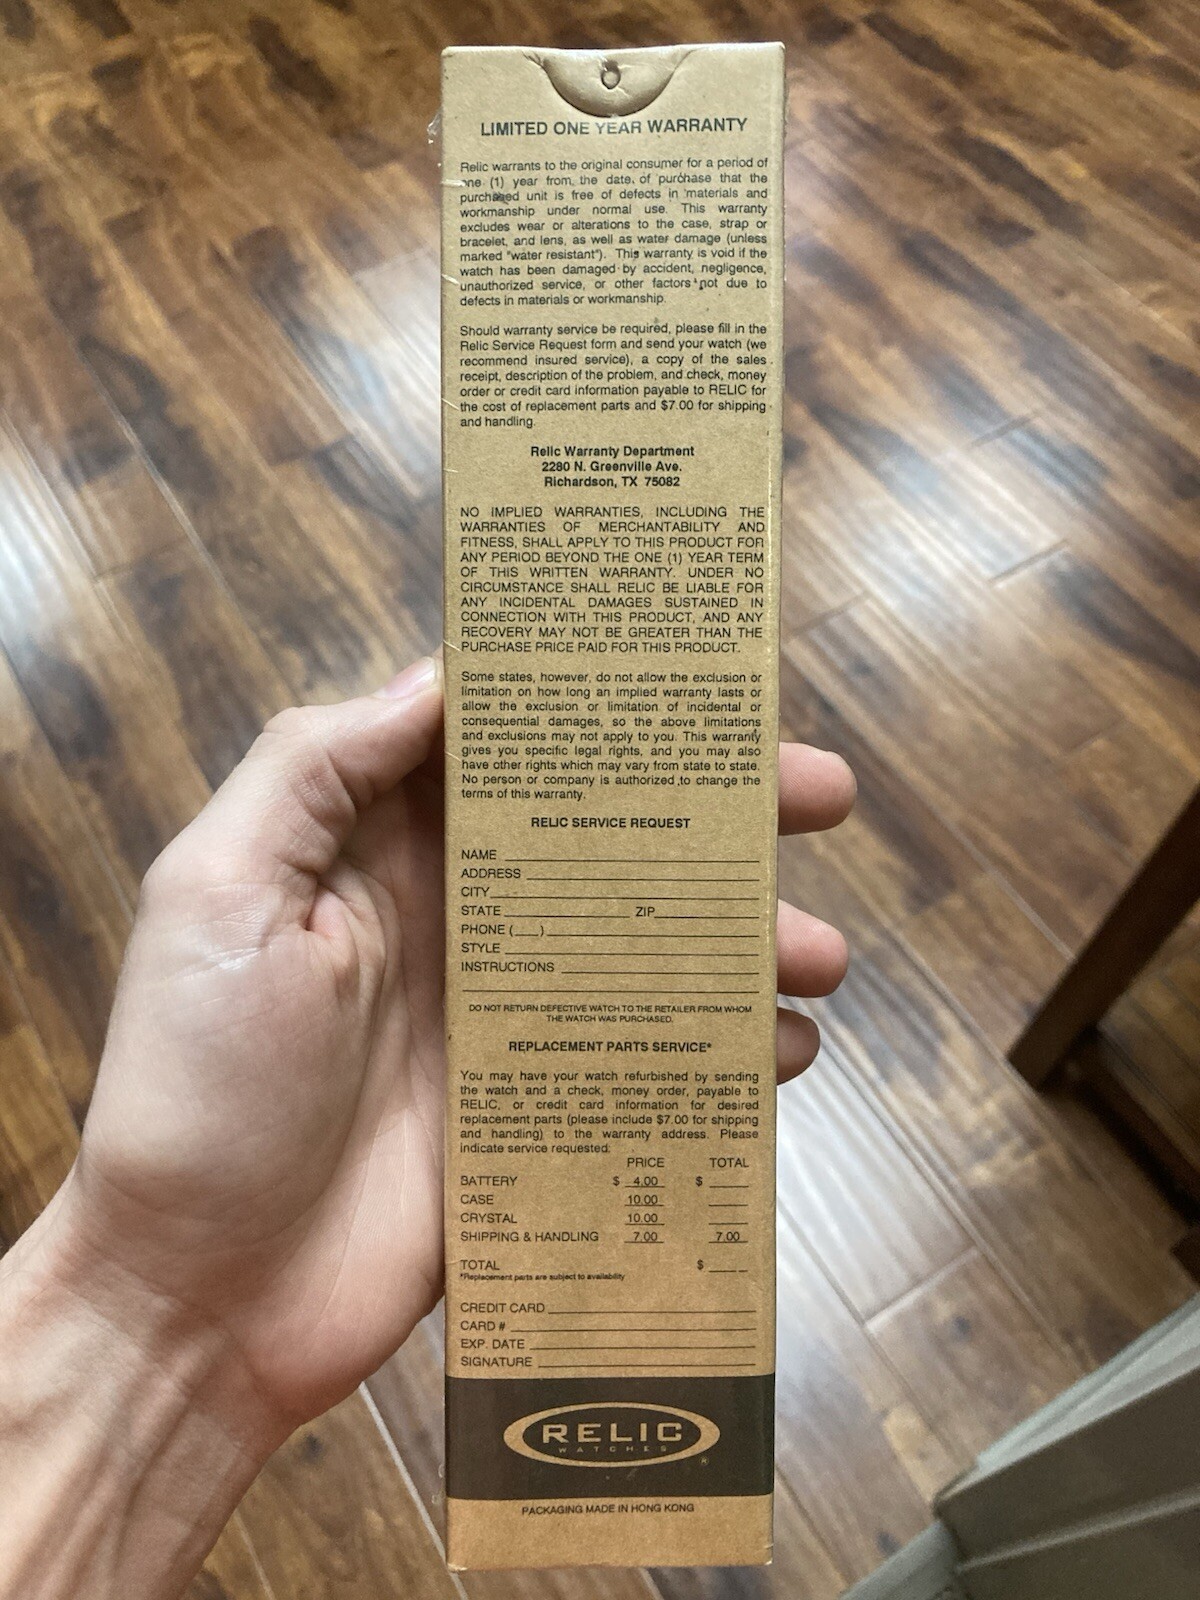 LIMITED ONE YEAR WARRANTY
Relic warrants to the original consumer for a period of
one (1) year from the date of purchase that the
purchased unit is free of defects in materials and
workmanship under normal use. This warranty
excludes wear or alterations to the case, strap or
bracelet, and lens, as well as water damage (unless
marked "water resistant"). This warranty is void if the
watch has been damaged by accident, negligence,
unauthorized service, or other factors not due to
defects in materials or workmanship.
Should warranty service be required, please fill in the
Relic Service Request form and send your watch (we
recommend insured service), a copy of the sales
receipt, description of the problem, and check, money
order or credit card information payable to RELIC for
the cost of replacement parts and $7.00 for shipping
and handling.
Relic Warranty Department
2280 N. Greenville Ave.
Richardson, TX 75082
NO IMPLIED WARRANTIES, INCLUDING THE
WARRANTIES OF MERCHANTABILITY AND
FITNESS, SHALL APPLY TO THIS PRODUCT FOR
ANY PERIOD BEYOND THE ONE (1) YEAR TERM
OF THIS WRITTEN WARRANTY. UNDER NO
CIRCUMSTANCE SHALL RELIC BE LIABLE FOR
ANY INCIDENTAL DAMAGES SUSTAINED IN
CONNECTION WITH THIS PRODUCT, AND ANY
RECOVERY MAY NOT BE GREATER THAN THE
PURCHASE PRICE PAID FOR THIS PRODUCT.
Some states, however, do not allow the exclusion or
limitation on how long an implied warranty lasts or
allow the exclusion or limitation of incidental or
consequential damages, so the above limitations
and exclusions may not apply to you. This warranty
gives you specific legal rights, and you may also
have other rights which may vary from state to state.
No person or company is authorized to change the
terms of this warranty.
RELIC SERVICE REQUEST
NAME
ADDRESS
CITY
STATE ZIP
PHONE (___)
STYLE
INSTRUCTIONS
DO NOT RETURN DEFECTIVE WATCH TO THE RETAILER FROM WHOM
THE WATCH WAS PURCHASED.
REPLACEMENT PARTS SERVICE*
You may have your watch refurbished by sending
the watch and a check, money order, payable to
RELIC, or credit card information for desired
replacement parts (please include $7.00 for shipping
and handling) to the warranty address. Please
indicate service requested:
PRICE TOTAL
BATTERY $ 4.00 $
CASE 10.00
CRYSTAL 10.00
SHIPPING & HANDLING 7.00 7.00
TOTAL $
*Replacement parts are subject to availability
CREDIT CARD
CARD #
EXP. DATE
SIGNATURE
RELIC
WATCHES
®
PACKAGING MADE IN HONG KONG